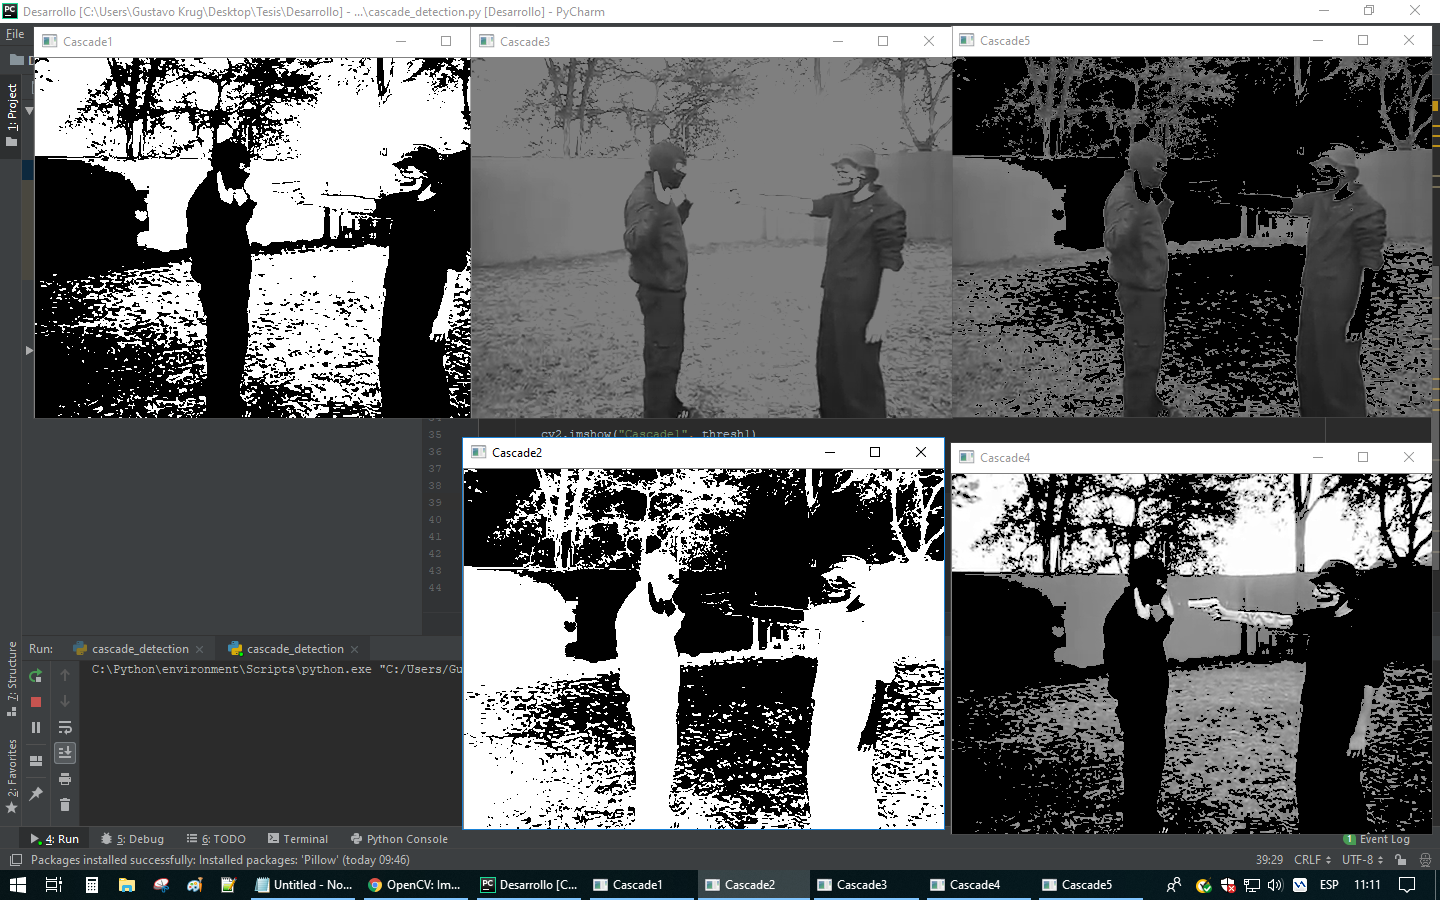 Desarrollo [C:\Users\Gustavo Krug\Desktop\Tesis\Desarrollo] - ...\cascade_detection.py [Desarrollo] - PyCharm
File
Cascade1
Cascade3
Cascade5
1: Project
35
cv2.imshow("Cascade1", thresh1)
36
37
38
39
40
41
42
43
44
Cascade2
Cascade4
Run:
cascade_detection
cascade_detection
C:\Python\environment\Scripts\python.exe "C:/Users/Gu
7: Structure
2: Favorites
4: Run
5: Debug
6: TODO
Terminal
Python Console
1 Event Log
Packages installed successfully: Installed packages: 'Pillow' (today 09:46)
39:29
CRLF
UTF-8
Untitled - No...
OpenCV: Im...
Desarrollo [C...
Cascade1
Cascade2
Cascade3
Cascade4
Cascade5
ESP
11:11